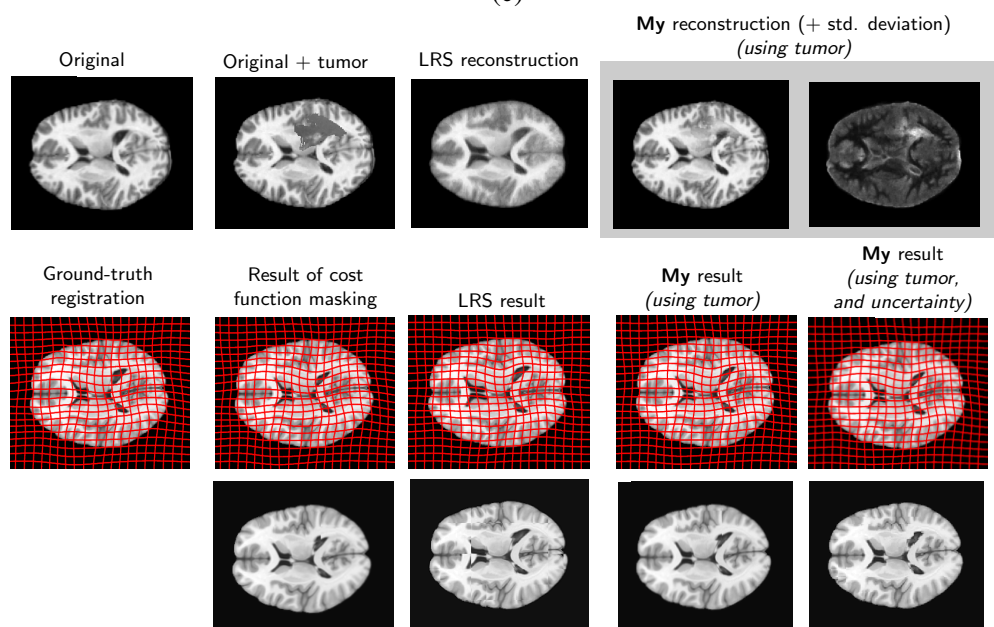 My reconstruction (+ std. deviation)
(using tumor)
Original
Original + tumor
LRS reconstruction
Ground-truth
registration
Result of cost
function masking
LRS result
My result
(using tumor)
My result
(using tumor,
and uncertainty)